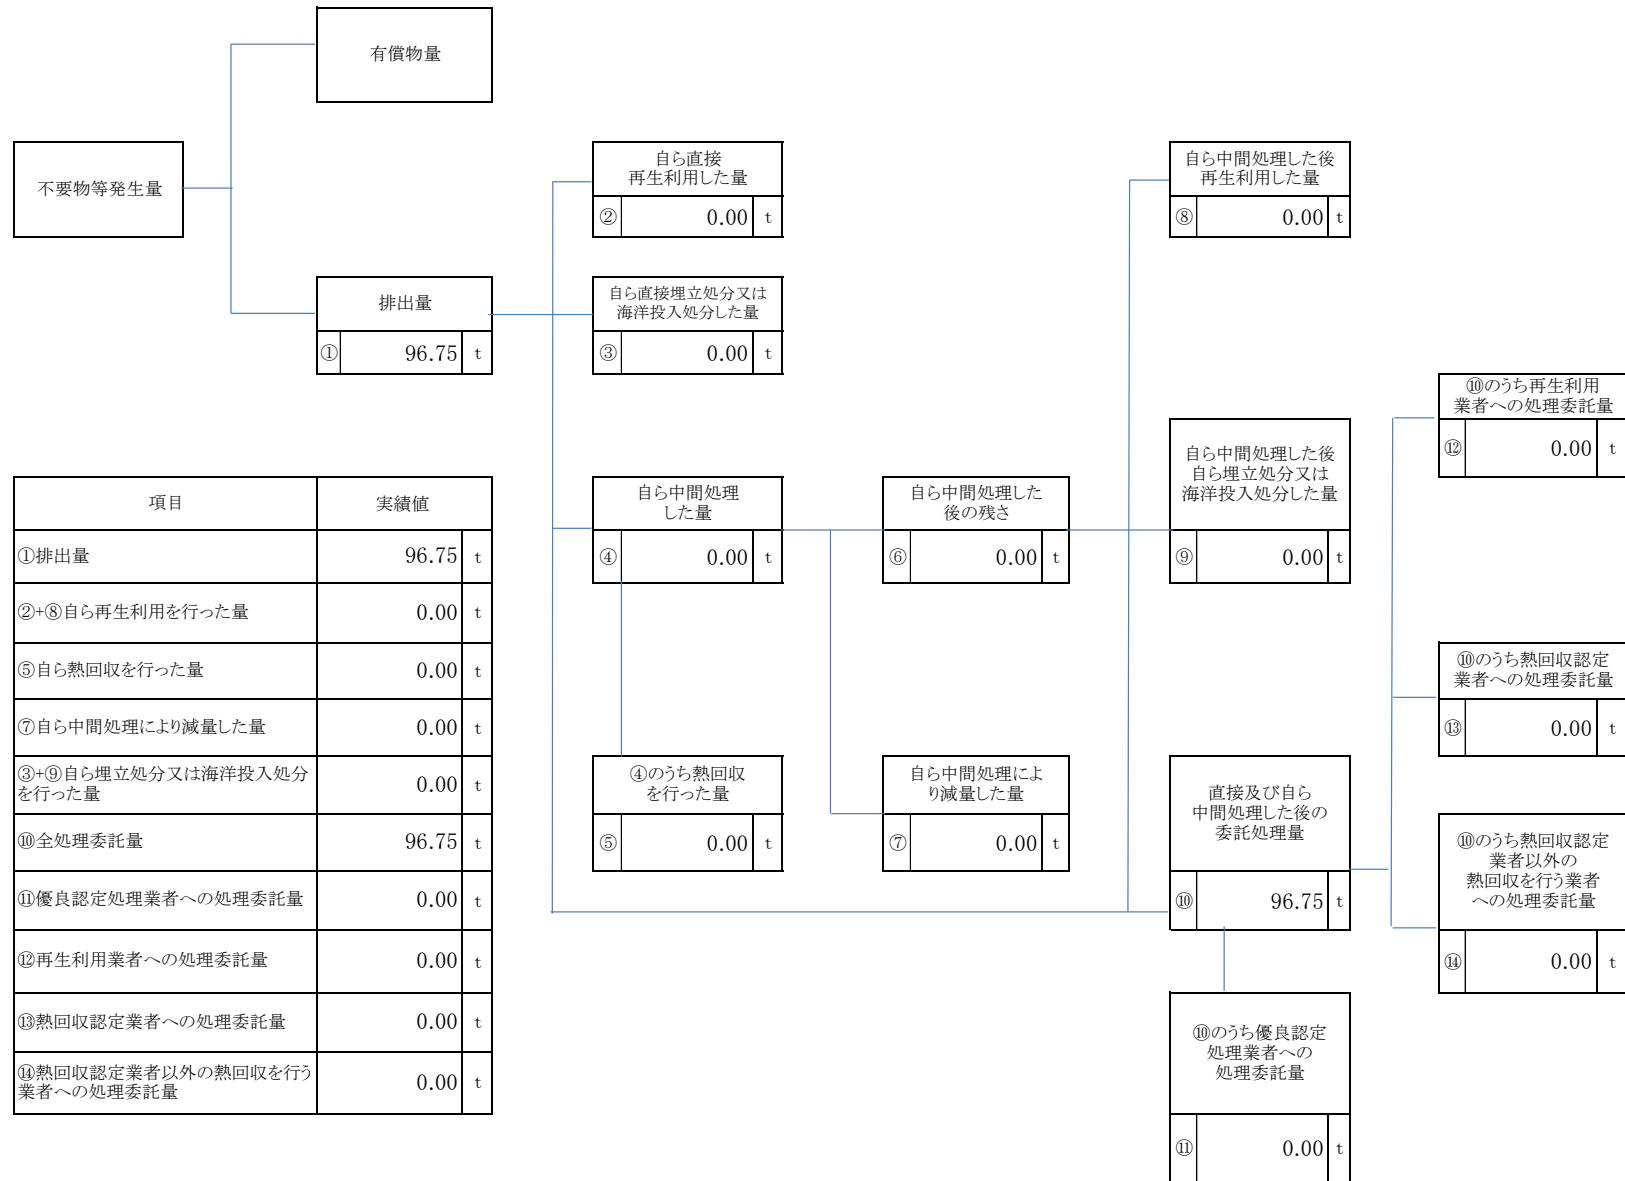 有償物量
不要物等発生量
排出量
① 96.75 t
自ら直接
再生利用した量
② 0.00 t
自ら直接埋立処分又は
海洋投入処分した量
③ 0.00 t
自ら中間処理
した量
④ 0.00 t
④のうち熱回収
を行った量
⑤ 0.00 t
自ら中間処理した
後の残さ
⑥ 0.00 t
自ら中間処理によ
り減量した量
⑦ 0.00 t
自ら中間処理した後
再生利用した量
⑧ 0.00 t
自ら中間処理した後
自ら埋立処分又は
海洋投入処分した量
⑨ 0.00 t
直接及び自ら
中間処理した後の
委託処理量
⑩ 96.75 t
⑩のうち優良認定
処理業者への
処理委託量
⑪ 0.00 t
⑩のうち再生利用
業者への処理委託量
⑫ 0.00 t
⑩のうち熱回収認定
業者への処理委託量
⑬ 0.00 t
⑩のうち熱回収認定
業者以外の
熱回収を行う業者
への処理委託量
⑭ 0.00 t
項目 実績値
①排出量 96.75 t
②+⑧自ら再生利用を行った量 0.00 t
⑤自ら熱回収を行った量 0.00 t
⑦自ら中間処理により減量した量 0.00 t
③+⑨自ら埋立処分又は海洋投入処分
を行った量 0.00 t
⑩全処理委託量 96.75 t
⑪優良認定処理業者への処理委託量 0.00 t
⑫再生利用業者への処理委託量 0.00 t
⑬熱回収認定業者への処理委託量 0.00 t
⑭熱回収認定業者以外の熱回収を行う
業者への処理委託量 0.00 t